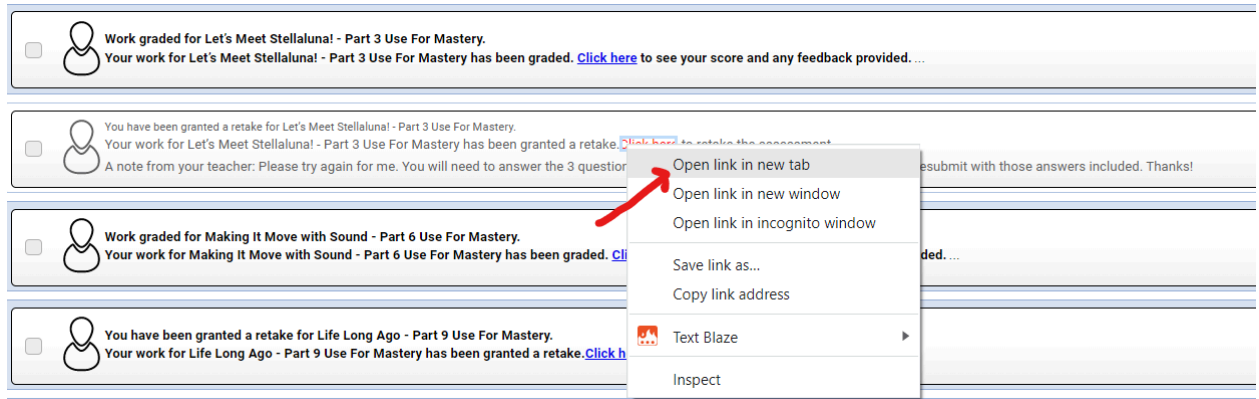 Work graded for Let's Meet Stellaluna! - Part 3 Use For Mastery.
Your work for Let's Meet Stellaluna! - Part 3 Use For Mastery has been graded. Click here to see your score and any feedback provided. ...
You have been granted a retake for Let's Meet Stellaluna! - Part 3 Use For Mastery.
Your work for Let's Meet Stellaluna! - Part 3 Use For Mastery has been granted a retake.Click here to retake the assessment
A note from your teacher: Please try again for me. You will need to answer the 3 question esubmit with those answers included. Thanks!
Open link in new tab
Open link in new window
Open link in incognito window
Save link as...
Copy link address
Text Blaze
Inspect
Work graded for Making It Move with Sound - Part 6 Use For Mastery.
Your work for Making It Move with Sound - Part 6 Use For Mastery has been graded. Cli ded. ...
You have been granted a retake for Life Long Ago - Part 9 Use For Mastery.
Your work for Life Long Ago - Part 9 Use For Mastery has been granted a retake.Click h